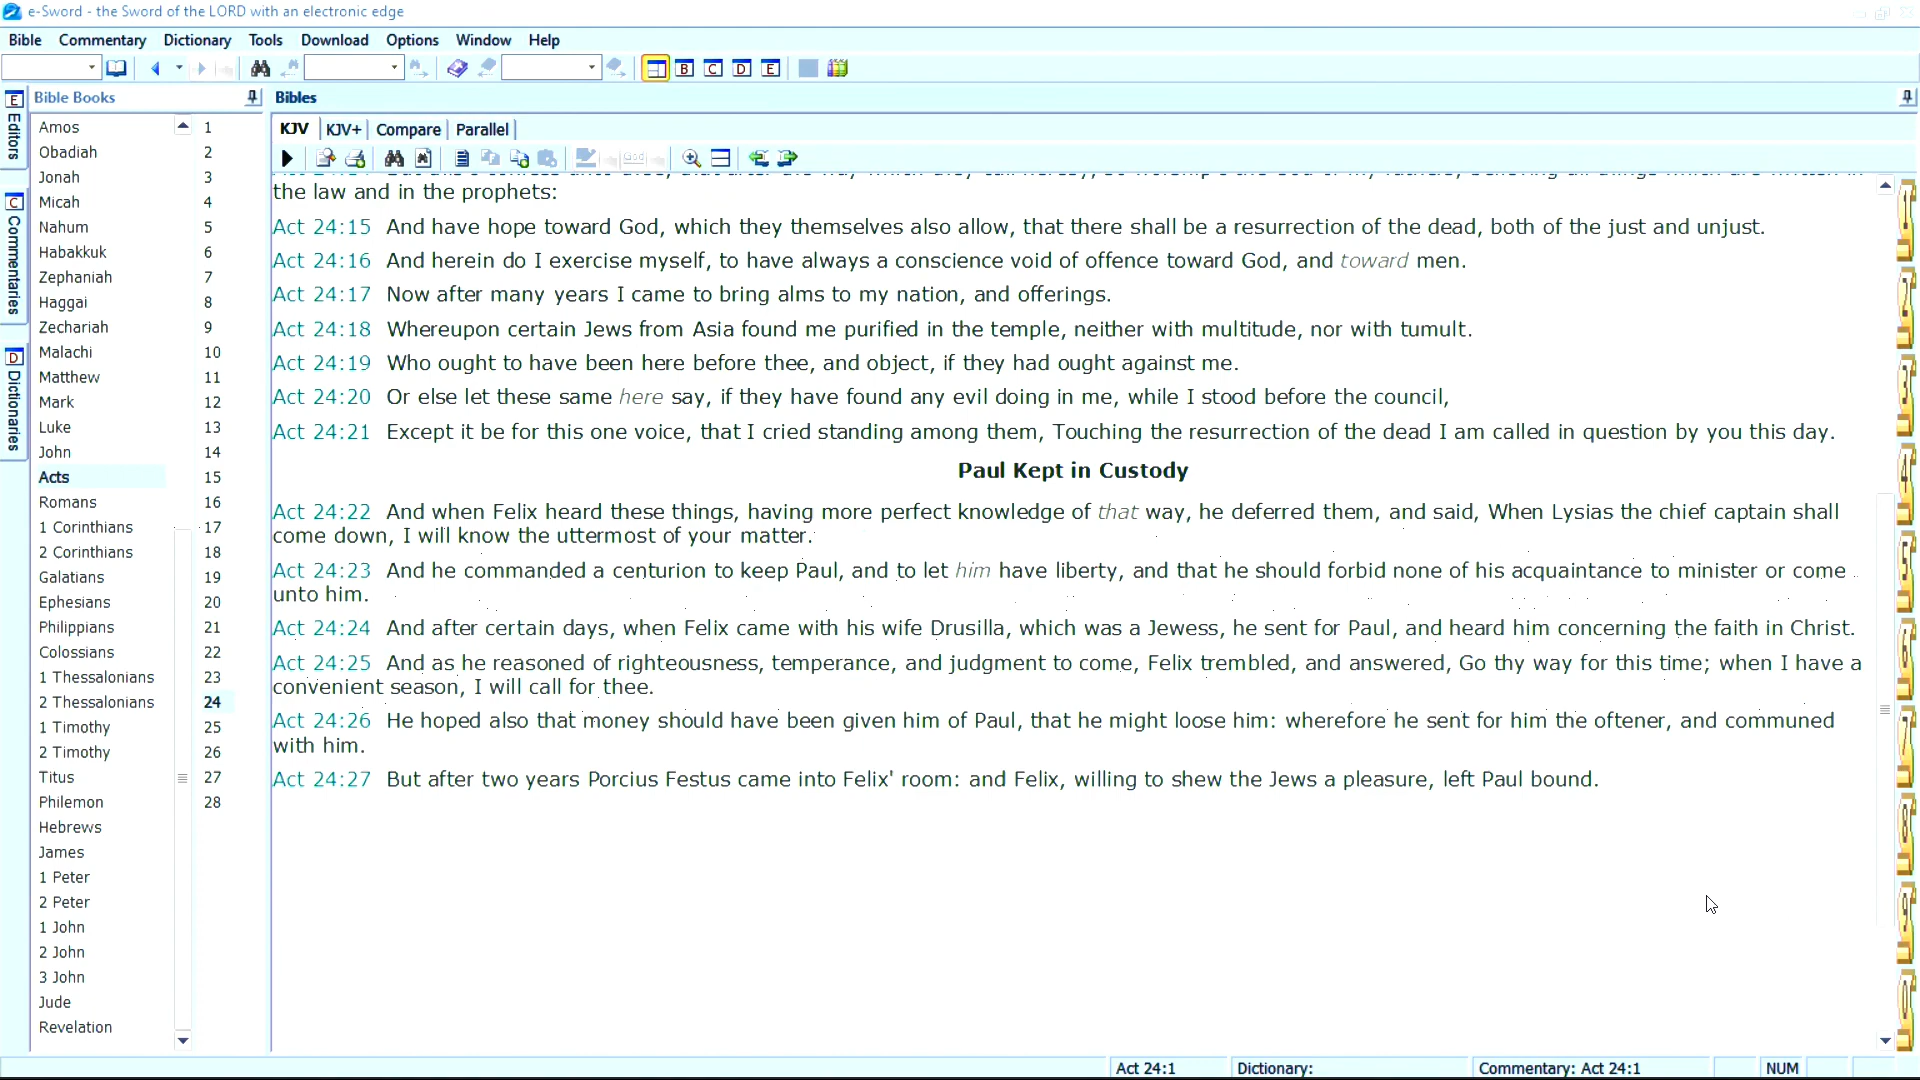 e-Sword - the Sword of the LORD with an electronic edge
Bible Commentary Dictionary Tools Download Options Window Help
B C D E
E Editors
C Commentaries
D Dictionaries
Bible Books
Amos
Obadiah
Jonah
Micah
Nahum
Habakkuk
Zephaniah
Haggai
Zechariah
Malachi
Matthew
Mark
Luke
John
Acts
Romans
1 Corinthians
2 Corinthians
Galatians
Ephesians
Philippians
Colossians
1 Thessalonians
2 Thessalonians
1 Timothy
2 Timothy
Titus
Philemon
Hebrews
James
1 Peter
2 Peter
1 John
2 John
3 John
Jude
Revelation
1
2
3
4
5
6
7
8
9
10
11
12
13
14
15
16
17
18
19
20
21
22
23
24
25
26
27
28
Bibles
KJV KJV+ Compare Parallel
the law and in the prophets:
Act 24:15 And have hope toward God, which they themselves also allow, that there shall be a resurrection of the dead, both of the just and unjust.
Act 24:16 And herein do I exercise myself, to have always a conscience void of offence toward God, and toward men.
Act 24:17 Now after many years I came to bring alms to my nation, and offerings.
Act 24:18 Whereupon certain Jews from Asia found me purified in the temple, neither with multitude, nor with tumult.
Act 24:19 Who ought to have been here before thee, and object, if they had ought against me.
Act 24:20 Or else let these same here say, if they have found any evil doing in me, while I stood before the council,
Act 24:21 Except it be for this one voice, that I cried standing among them, Touching the resurrection of the dead I am called in question by you this day.
Paul Kept in Custody
Act 24:22 And when Felix heard these things, having more perfect knowledge of that way, he deferred them, and said, When Lysias the chief captain shall
come down, I will know the uttermost of your matter.
Act 24:23 And he commanded a centurion to keep Paul, and to let him have liberty, and that he should forbid none of his acquaintance to minister or come
unto him.
Act 24:24 And after certain days, when Felix came with his wife Drusilla, which was a Jewess, he sent for Paul, and heard him concerning the faith in Christ.
Act 24:25 And as he reasoned of righteousness, temperance, and judgment to come, Felix trembled, and answered, Go thy way for this time; when I have a
convenient season, I will call for thee.
Act 24:26 He hoped also that money should have been given him of Paul, that he might loose him: wherefore he sent for him the oftener, and communed
with him.
Act 24:27 But after two years Porcius Festus came into Felix' room: and Felix, willing to shew the Jews a pleasure, left Paul bound.
1
2
3
4
5
6
7
8
9
0
Act 24:1 Dictionary: Commentary: Act 24:1 NUM